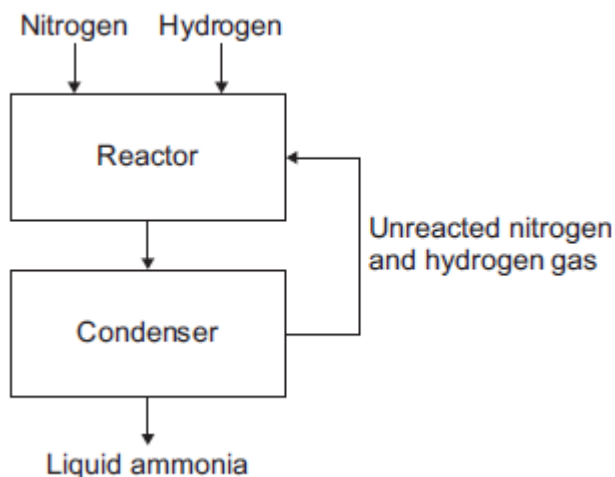 Nitrogen Hydrogen
Reactor
Unreacted nitrogen
and hydrogen gas
Condenser
Liquid ammonia